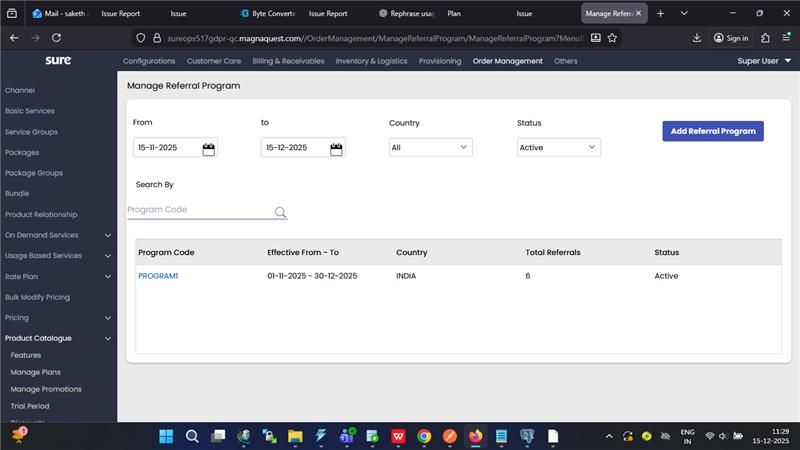 Mail - saketh a
Issue Report
Issue
Byte Converte
Issue Report
Rephrase usag
Plan
Issue
Manage Referr
sureops517gdpr-qc.magnaquest.com//OrderManagement/ManageReferralProgram/ManageReferralProgram?MenuI
Sign in
sure
Configurations
Customer Care
Billing & Receivables
Inventory & Logistics
Provisioning
Order Management
Others
Super User
Channel
Basic Services
Service Groups
Packages
Package Groups
Bundle
Product Relationship
On Demand Services
Usage Based Services
Rate Plan
Bulk Modify Pricing
Pricing
Product Catalogue
Features
Manage Plans
Manage Promotions
Trial Period
Manage Referral Program
From
to
Country
Status
15-11-2025
15-12-2025
All
Active
Add Referral Program
Search By
Program Code
Program Code
Effective From - To
Country
Total Referrals
Status
PROGRAM1
01-11-2025 - 30-12-2025
INDIA
6
Active
1
ENG
IN
11:29
15-12-2025